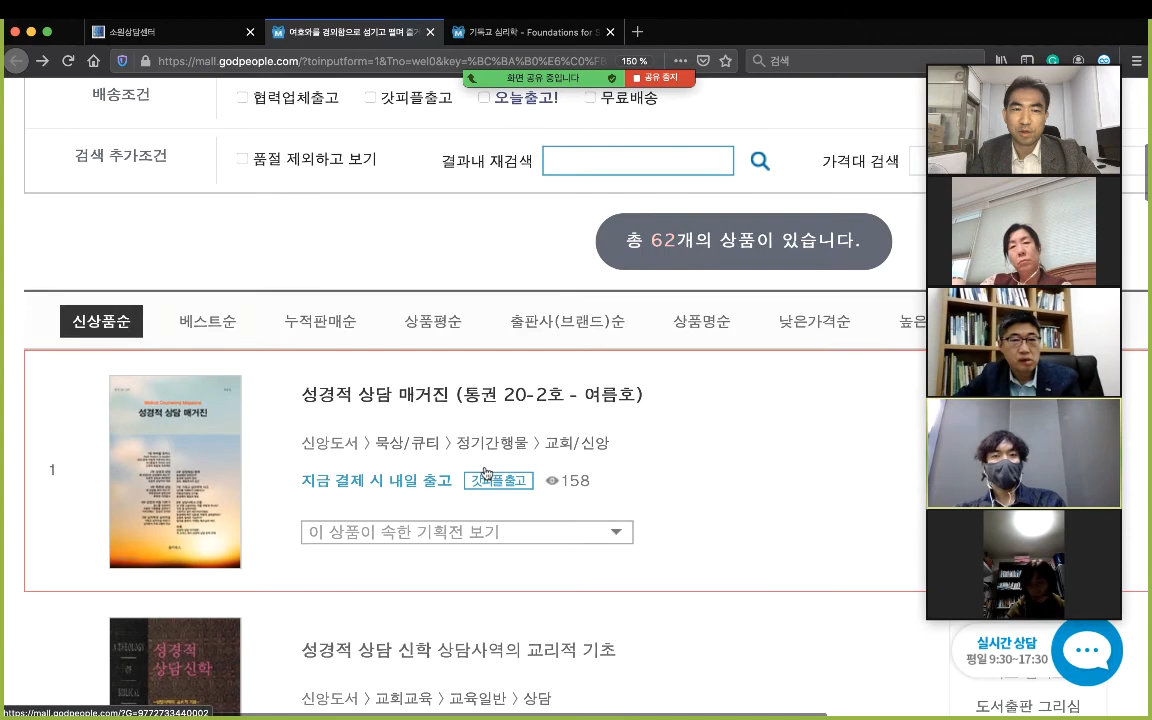 소원상담센터
여호와를 경외함으로 섬기고 떨며 즐거
기독교 심리학 - Foundations for S
https://mall.godpeople.com/?toinputform=1&Tno=wel0&key=%BC%BA%B0%E6%C0%FB
150 %
검색
화면 공유 중입니다
공유 중지
배송조건
협력업체출고
갓피플출고
오늘출고!
무료배송
검색 추가조건
품절 제외하고 보기
결과내 재검색
가격대 검색
총 62개의 상품이 있습니다.
신상품순
베스트순
누적판매순
상품평순
출판사(브랜드)순
상품명순
낮은가격순
높은
1
성경적 상담 매거진
성경적 상담 매거진 (통권 20-2호 - 여름호)
신앙도서 〉묵상/큐티 〉정기간행물 〉교회/신앙
지금 결제 시 내일 출고
갓피플출고
158
이 상품이 속한 기획전 보기
A THEOLOGY
OF
BIBLICAL
성경적
상담신학
성경적 상담 신학 상담사역의 교리적 기초
신앙도서 〉교회교육 〉교육일반 〉상담
실시간 상담
평일 9:30~17:30
도서출판 그리심
https://mall.godpeople.com/?G=9772733440002